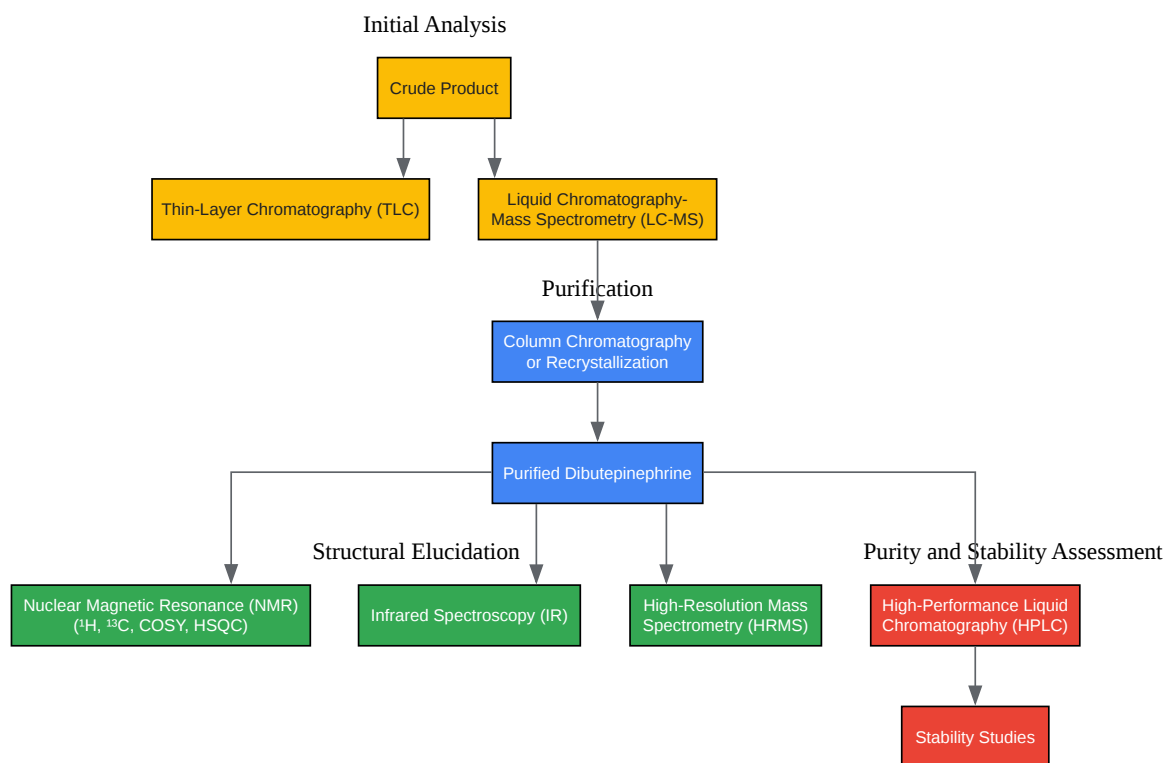 Initial Analysis
Crude Product
Thin-Layer Chromatography (TLC)
Liquid Chromatography-
Mass Spectrometry (LC-MS)
Purification
Column Chromatography
or Recrystallization
Purified Dibutepinephrine
Structural Elucidation
Purity and Stability Assessment
Nuclear Magnetic Resonance (NMR)
(¹H, ¹³C, COSY, HSQC)
Infrared Spectroscopy (IR)
High-Resolution Mass
Spectrometry (HRMS)
High-Performance Liquid
Chromatography (HPLC)
Stability Studies